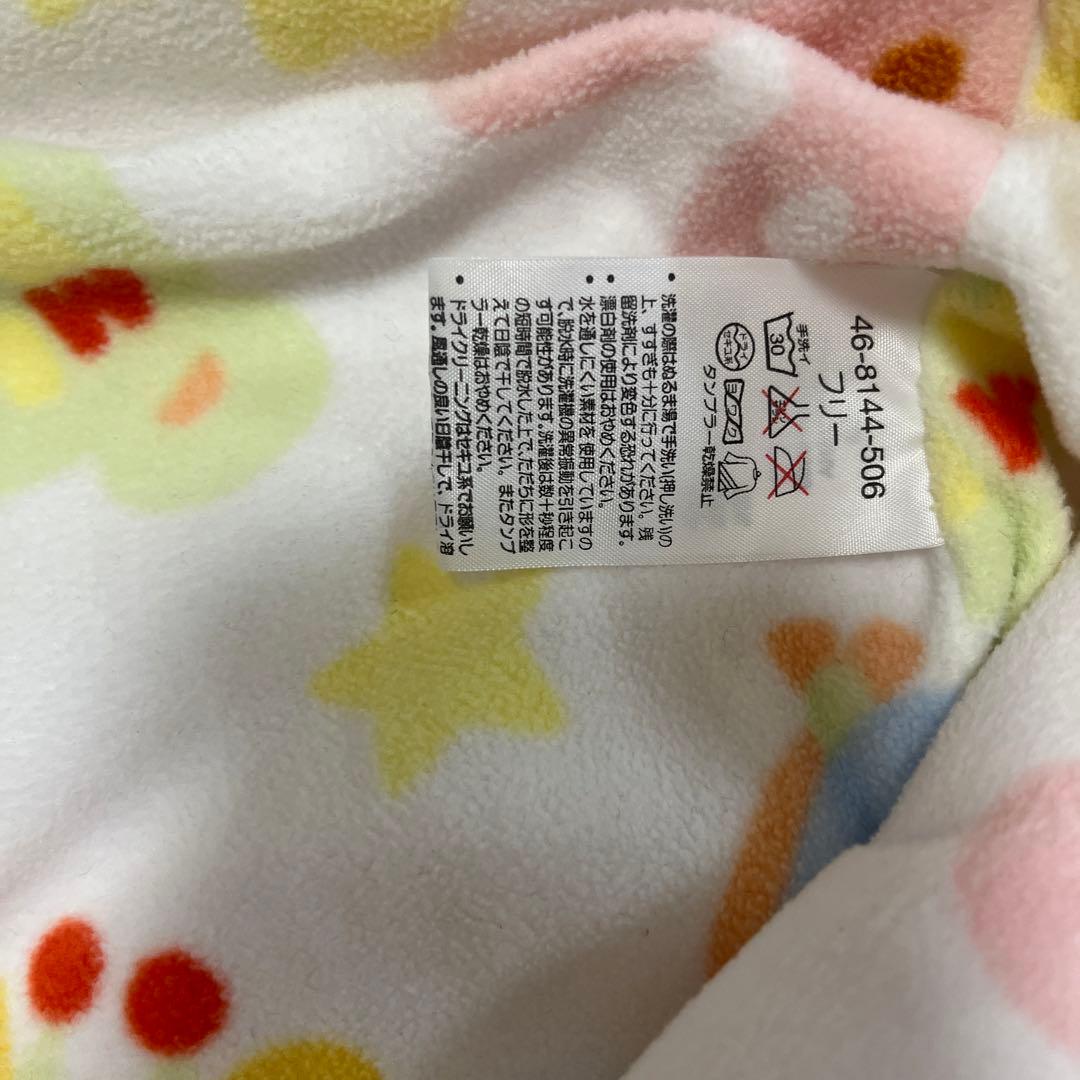 46-8144-506
フリー
手洗イ
30
ドライ
セキユ系
タンブラー乾燥禁止
• 洗濯の際はぬるま湯で手洗い(押し洗い)の
上、すすぎも十分に行ってください。残
留洗剤により変色する恐れがあります。
• 漂白剤の使用はおやめください。
• 水を通しにくい素材を使用していますの
で、脱水時に洗濯機の異常振動を引き起こ
す可能性があります。洗濯後は数十秒程度
の短時間で脱水した上で、ただちに形を整
えて日陰で干してください。またタンブ
ラー乾燥はおやめください。
• ドライクリーニングはセキユ系でお願いし
ます。風通しの良い日陰干しで、ドライ溶